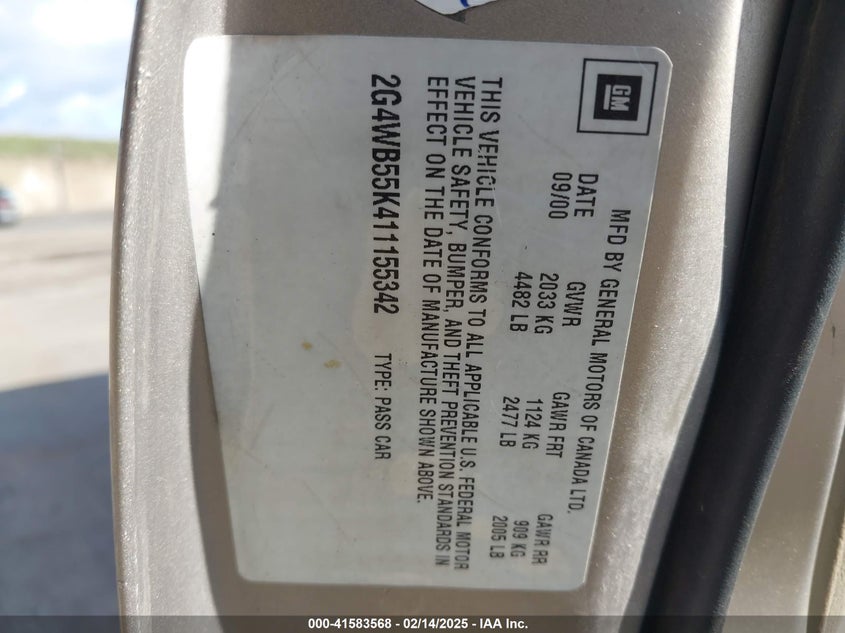 GM
MFD BY GENERAL MOTORS OF CANADA LTD.
DATE GVWR GAWR FRT GAWR RR
09/00 2033 KG 1124 KG 909 KG
4482 LB 2477 LB 2005 LB
THIS VEHICLE CONFORMS TO ALL APPLICABLE U.S. FEDERAL MOTOR
VEHICLE SAFETY, BUMPER, AND THEFT PREVENTION STANDARDS IN
EFFECT ON THE DATE OF MANUFACTURE SHOWN ABOVE.
2G4WB55K411155342 TYPE: PASS CAR
000-41583568 - 02/14/2025 - IAA Inc.